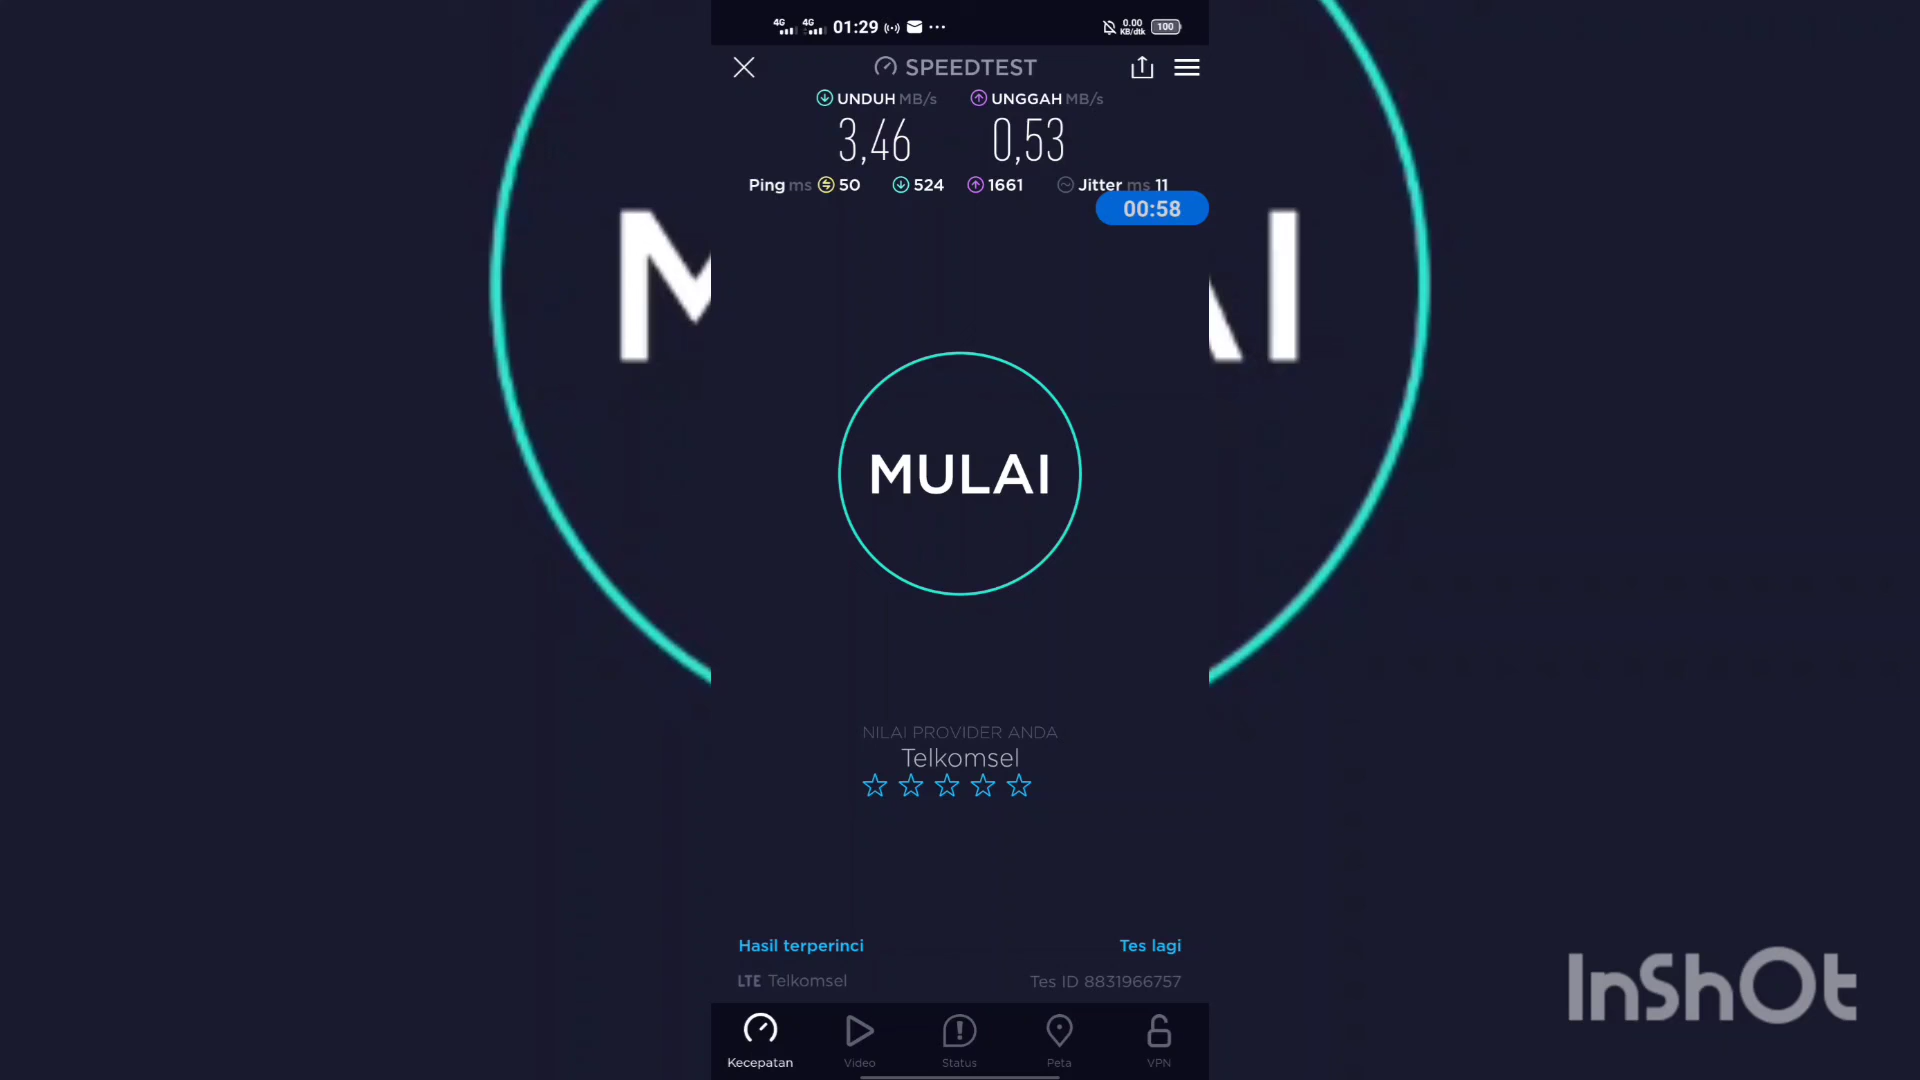 4G 4G 01:29 ... 0.00 KB/dtk 100
SPEEDTEST
UNDUH MB/s UNGGAH MB/s
3,46 0,53
Ping ms 50 524 1661 Jitter ms 11
00:58
MULAI
NILAI PROVIDER ANDA
Telkomsel
Hasil terperinci Tes lagi
LTE Telkomsel Tes ID 8831966757
Kecepatan Video Status Peta VPN
InShOt